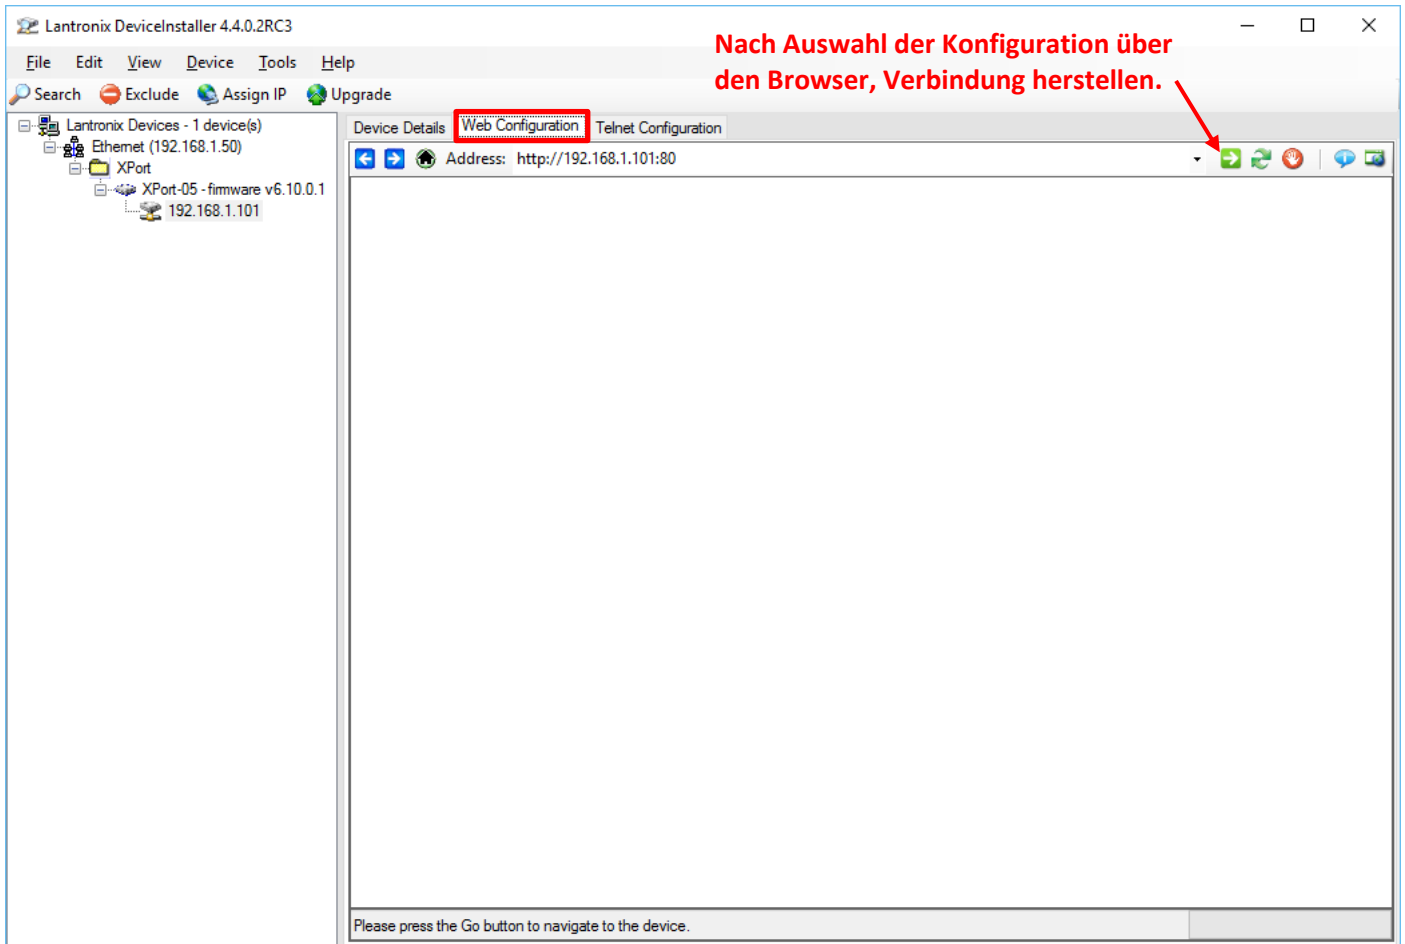 Lantronix DeviceInstaller 4.4.0.2RC3
Nach Auswahl der Konfiguration über
den Browser, Verbindung herstellen.
File Edit View Device Tools Help
Search Exclude Assign IP Upgrade
Lantronix Devices - 1 device(s)
Ethernet (192.168.1.50)
XPort
XPort-05 - firmware v6.10.0.1
192.168.1.101
Device Details Web Configuration Telnet Configuration
Address: http://192.168.1.101:80
Please press the Go button to navigate to the device.